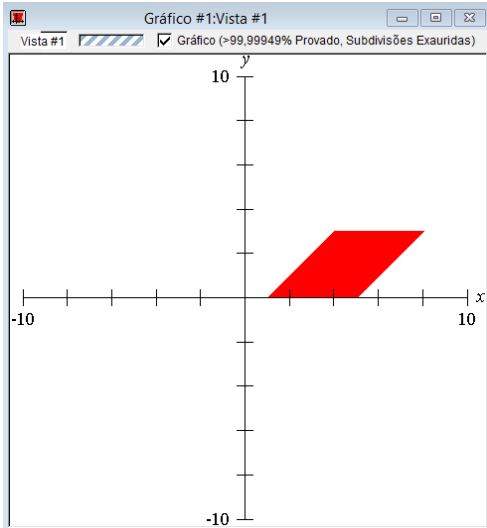 Gráfico #1:Vista #1
Vista #1 Gráfico (>99,99949% Provado, Subdivisões Exauridas)
y
10
x
-10
10
-10